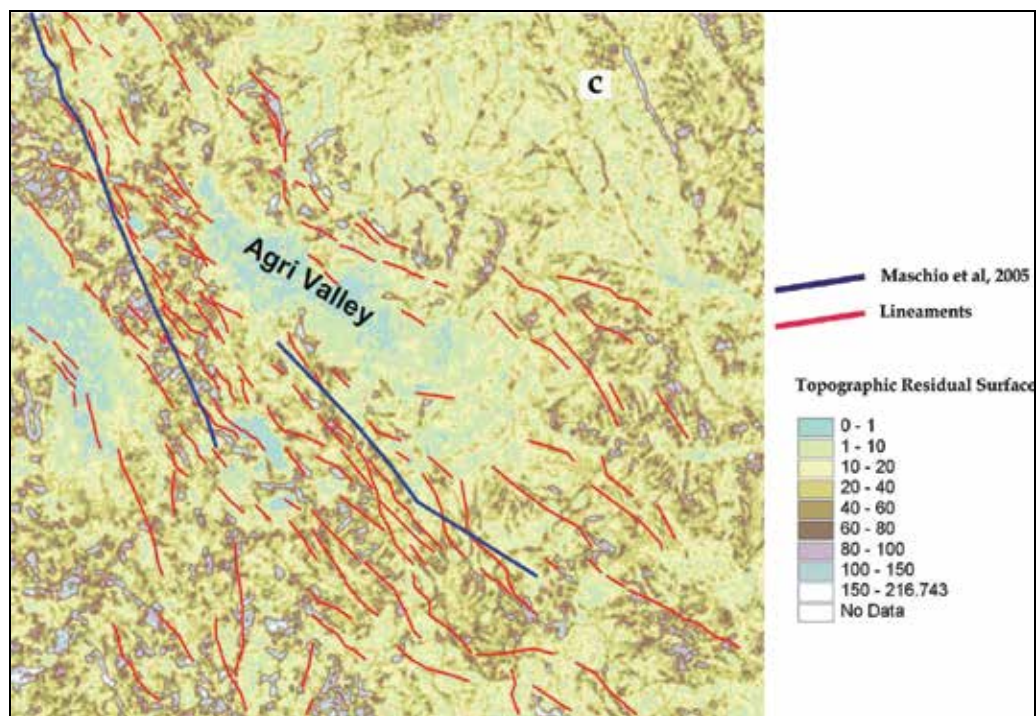 C
Agri Valley
Maschio et al, 2005
Lineaments
Topographic Residual Surface
0 - 1
1 - 10
10 - 20
20 - 40
40 - 60
60 - 80
80 - 100
100 - 150
150 - 216.743
No Data